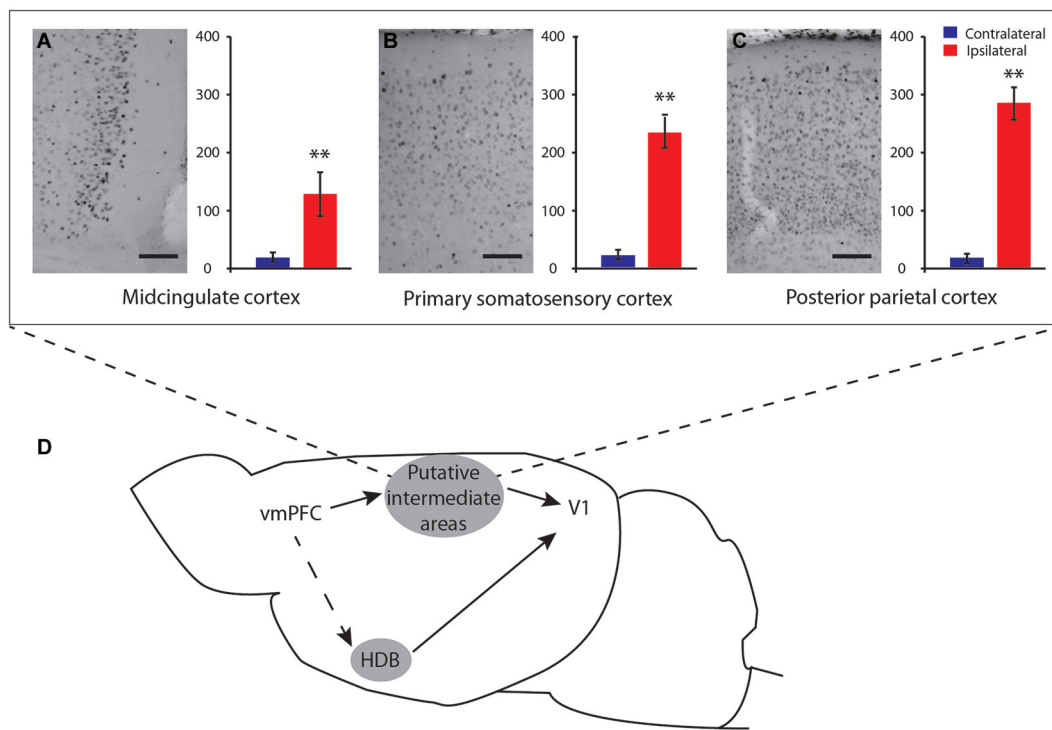 A
400
300
200
100
0
**
Midcingulate cortex
B
400
300
200
100
0
**
Primary somatosensory cortex
C
400
300
200
100
0
**
Contralateral
Ipsilateral
Posterior parietal cortex
D
vmPFC
Putative
intermediate
areas
V1
HDB